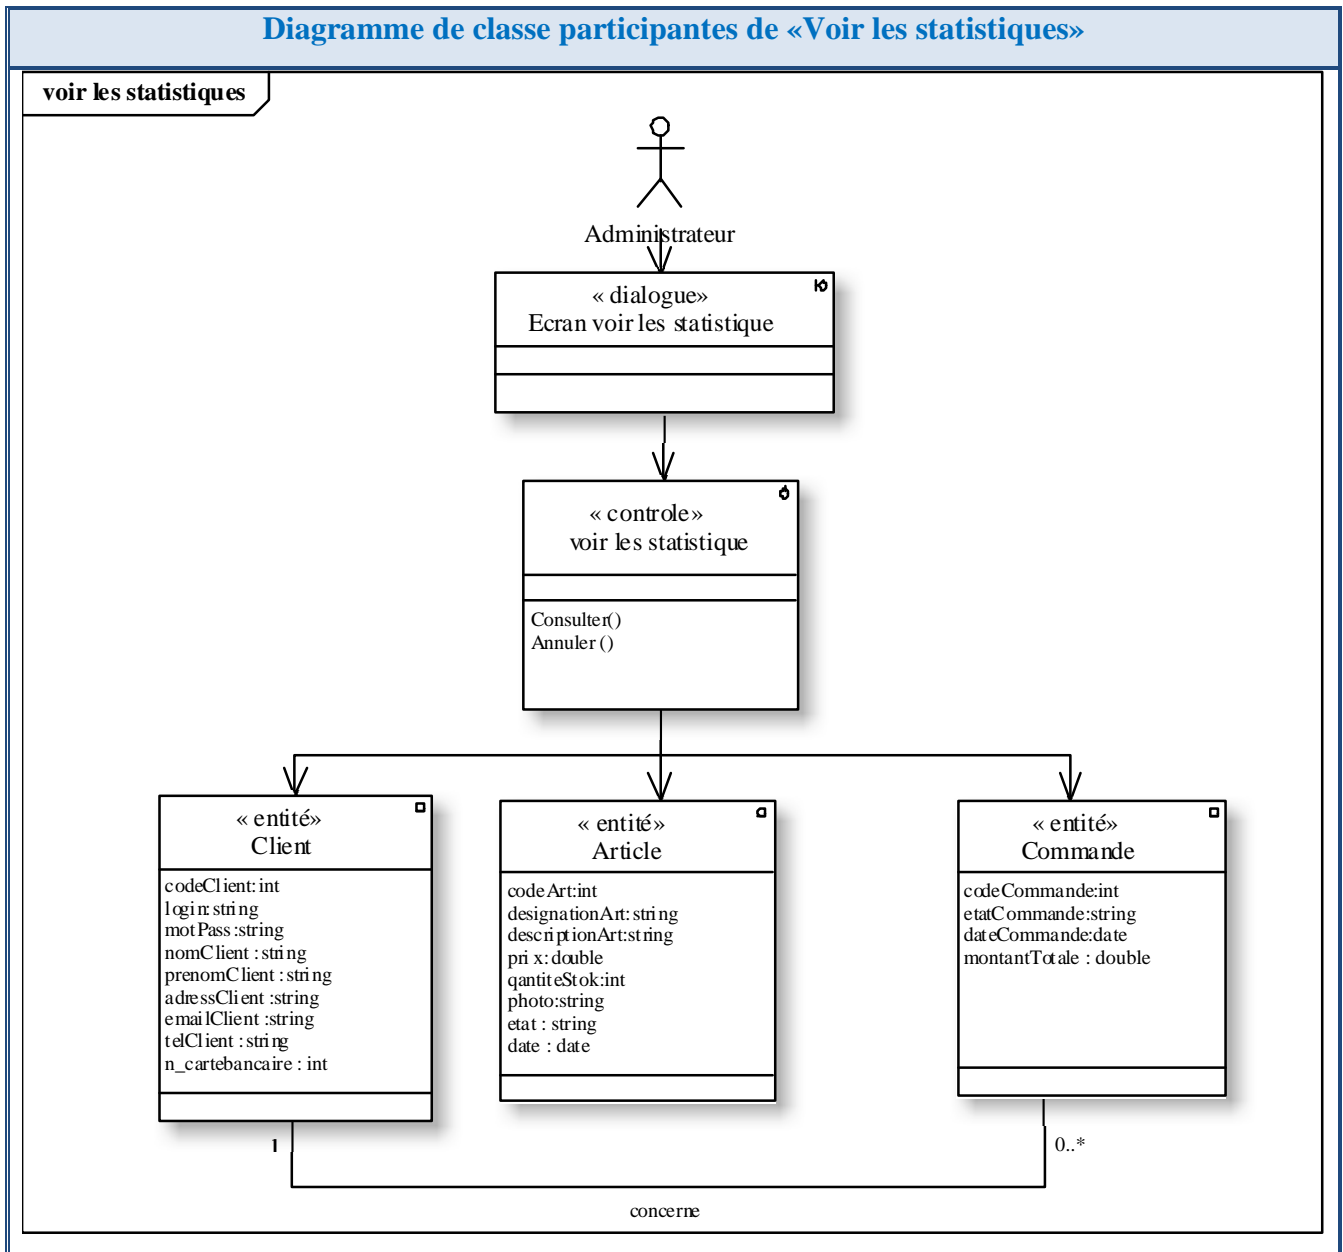 Diagramme de classe participantes de «Voir les statistiques»
voir les statistiques
Administrateur
« dialogue»
Ecran voir les statistique
« controle»
voir les statistique
Consulter()
Annuler ()
« entité»
Client
codeClient: int
login: string
motPass :string
nomClient : string
prenomClient : string
adressClient :string
emailClient :string
telClient : string
n_cartebancaire : int
« entité»
Article
codeArt:int
designationArt: string
descriptionArt:string
prix: double
qantiteStok:int
photo:string
etat : string
date : date
« entité»
Commande
codeCommande:int
etatCommande:string
dateCommande:date
montantTotale : double
1
0..*
concerne